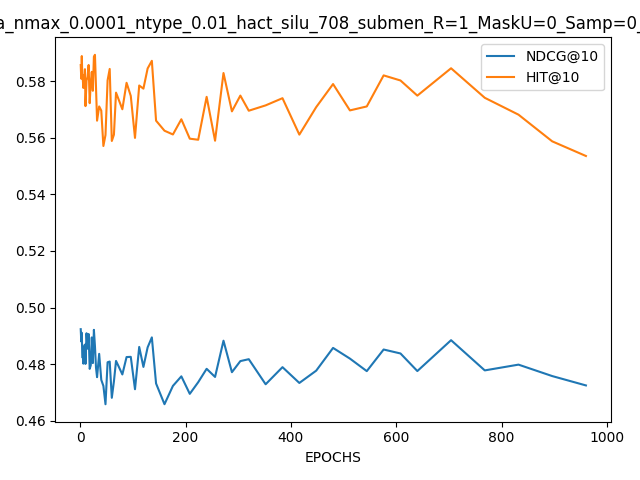 a_nmax_0.0001_ntype_0.01_hact_silu_708_submen_R=1_MaskU=0_Samp=0_
NDCG@10
HIT@10
0.58
0.56
0.54
0.52
0.50
0.48
0.46
0 200 400 600 800 1000
EPOCHS